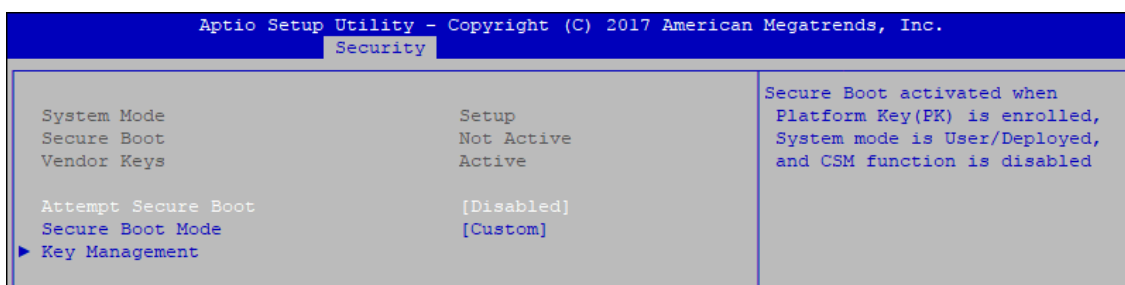 Aptio Setup Utility – Copyright (C) 2017 American Megatrends, Inc.
Security
System Mode Setup
Secure Boot Not Active
Vendor Keys Active
Attempt Secure Boot [Disabled]
Secure Boot Mode [Custom]
► Key Management
Secure Boot activated when
Platform Key(PK) is enrolled,
System mode is User/Deployed,
and CSM function is disabled